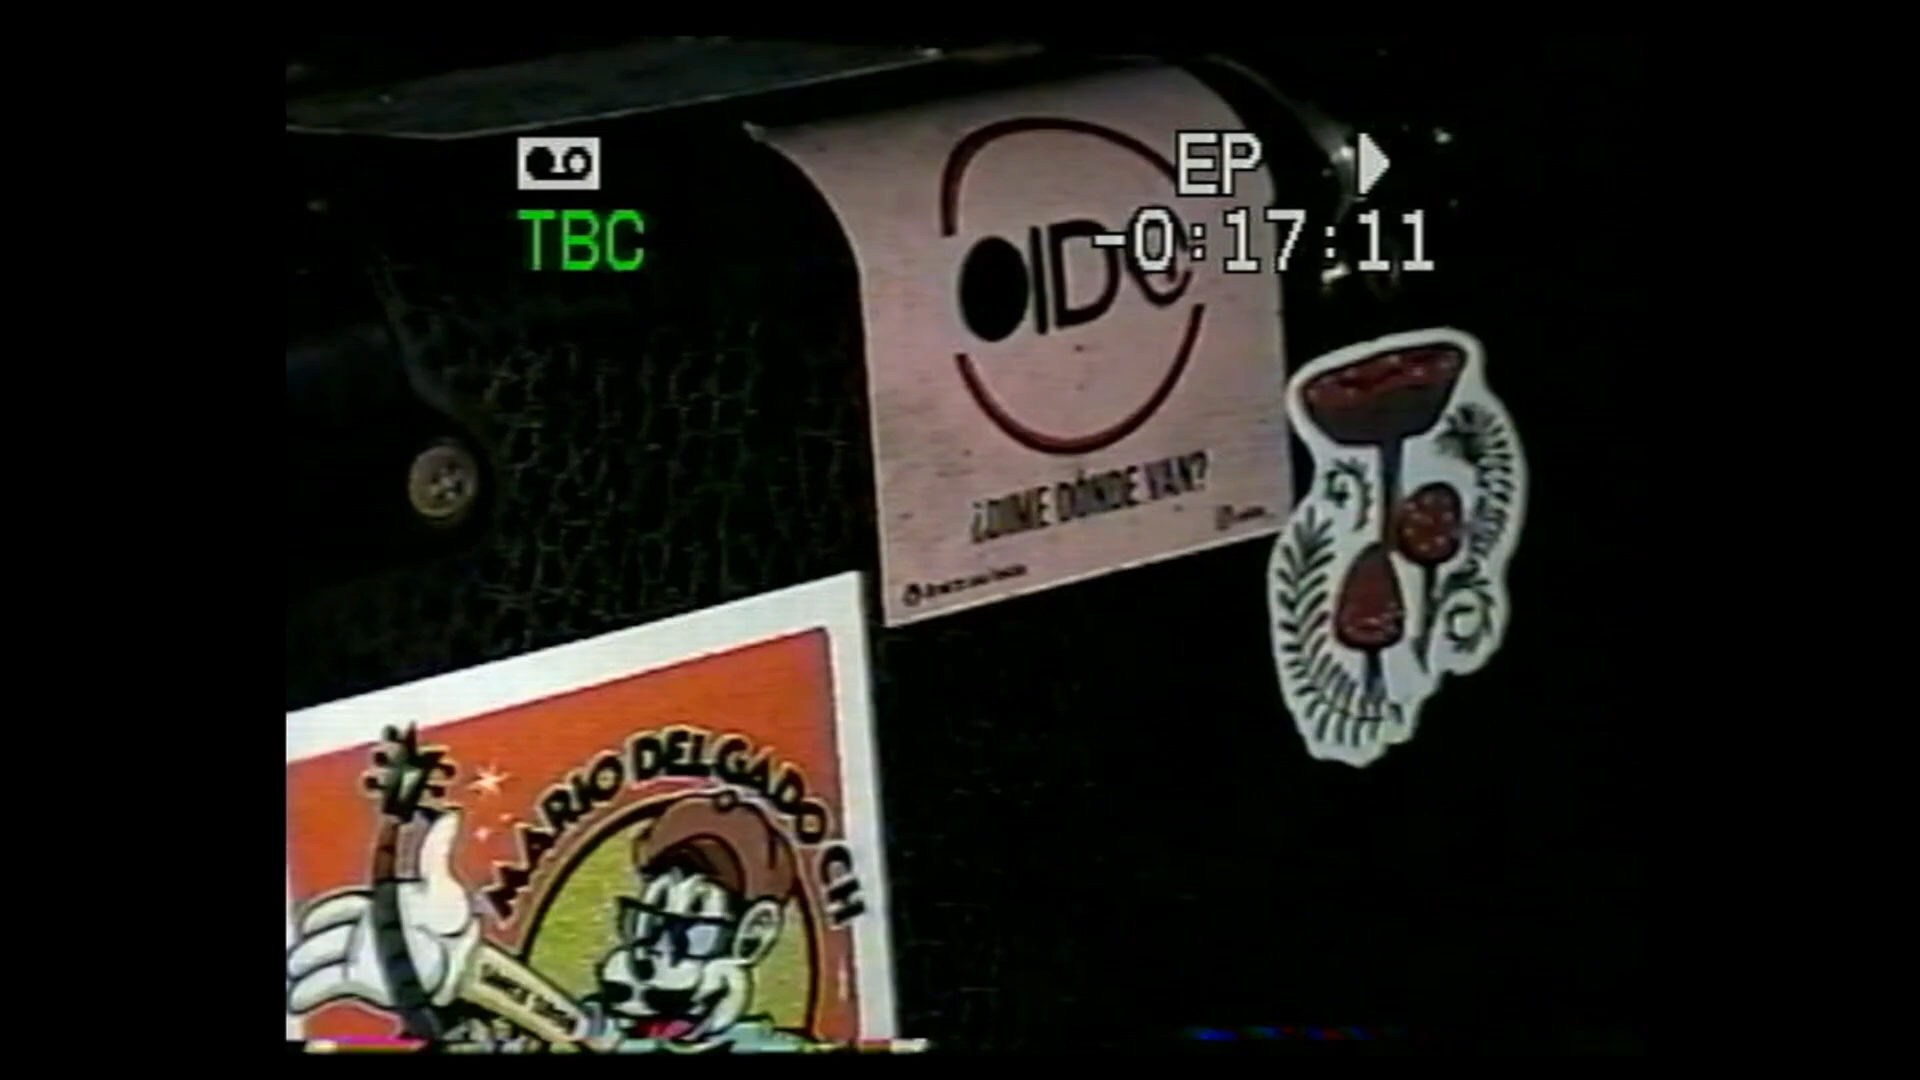 EP
TBC
-0:17:11
OIDO
¿DIME DÓNDE VAN?
MARIO DELGADO CH